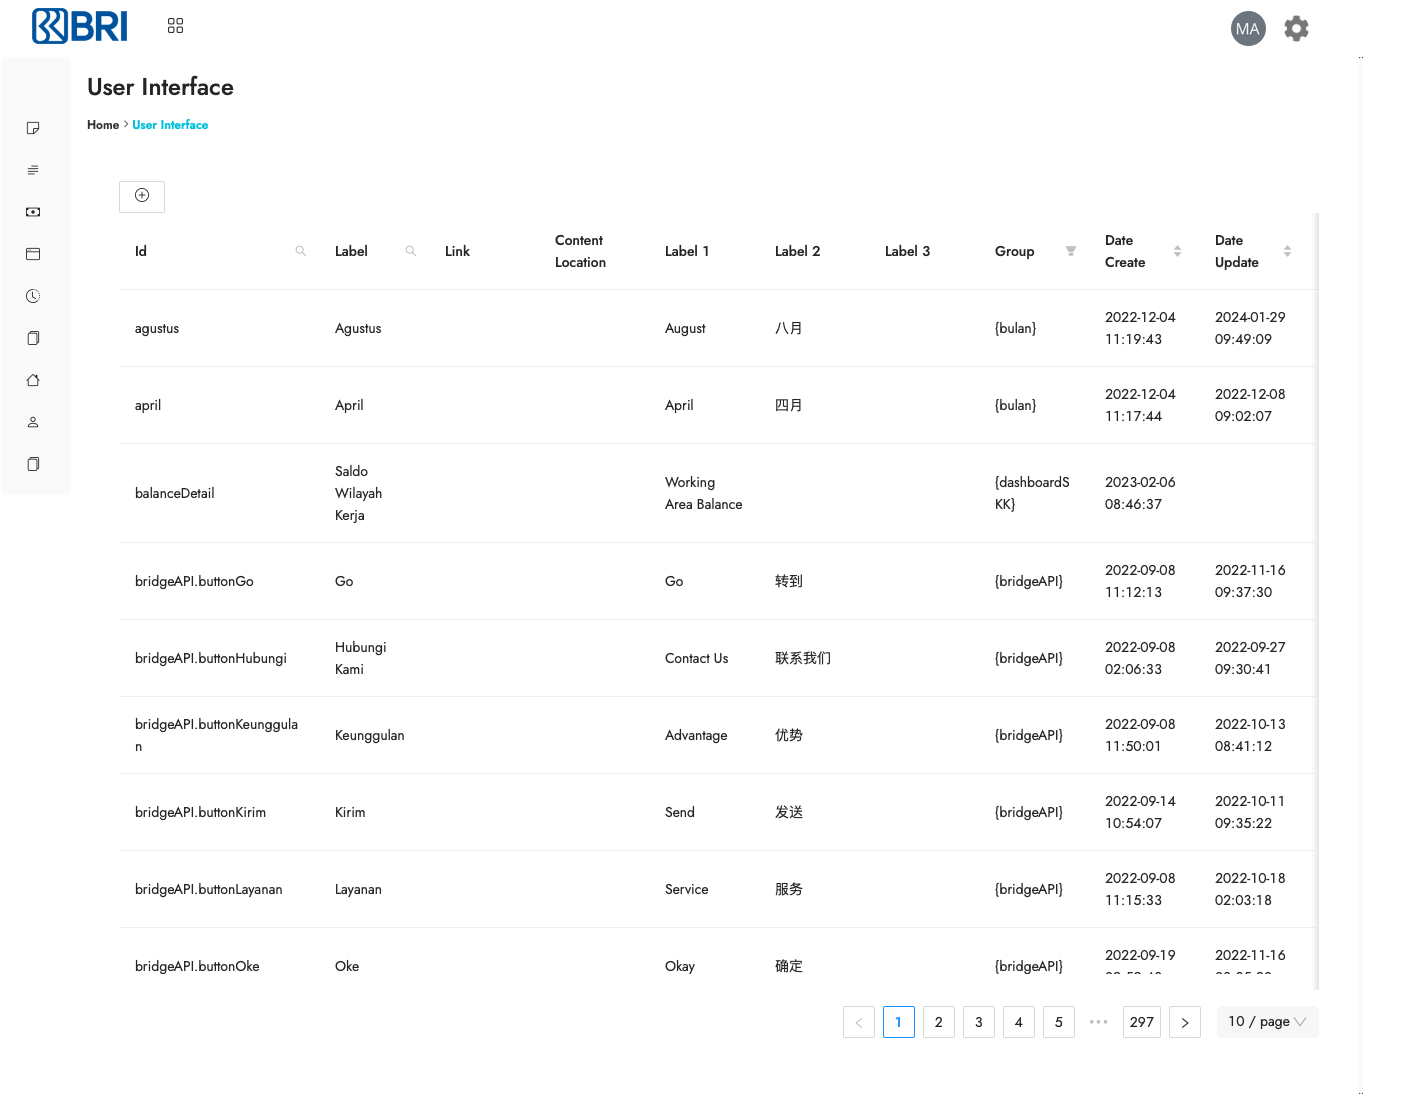 BRI
MA
User Interface
Home > User Interface
Id Label Link Content Location Label 1 Label 2 Label 3 Group Date Create Date Update
agustus Agustus August 八月 {bulan} 2022-12-04 11:19:43 2024-01-29 09:49:09
april April April 四月 {bulan} 2022-12-04 11:17:44 2022-12-08 09:02:07
balanceDetail Saldo Wilayah Kerja Working Area Balance {dashboardSKK} 2023-02-06 08:46:37
bridgeAPI.buttonGo Go Go 转到 {bridgeAPI} 2022-09-08 11:12:13 2022-11-16 09:37:30
bridgeAPI.buttonHubungi Hubungi Kami Contact Us 联系我们 {bridgeAPI} 2022-09-08 02:06:33 2022-09-27 09:30:41
bridgeAPI.buttonKeunggulan Keunggulan Advantage 优势 {bridgeAPI} 2022-09-08 11:50:01 2022-10-13 08:41:12
bridgeAPI.buttonKirim Kirim Send 发送 {bridgeAPI} 2022-09-14 10:54:07 2022-10-11 09:35:22
bridgeAPI.buttonLayanan Layanan Service 服务 {bridgeAPI} 2022-09-08 11:15:33 2022-10-18 02:03:18
bridgeAPI.buttonOke Oke Okay 确定 {bridgeAPI} 2022-09-19 2022-11-16
< 1 2 3 4 5 ••• 297 > 10 / page